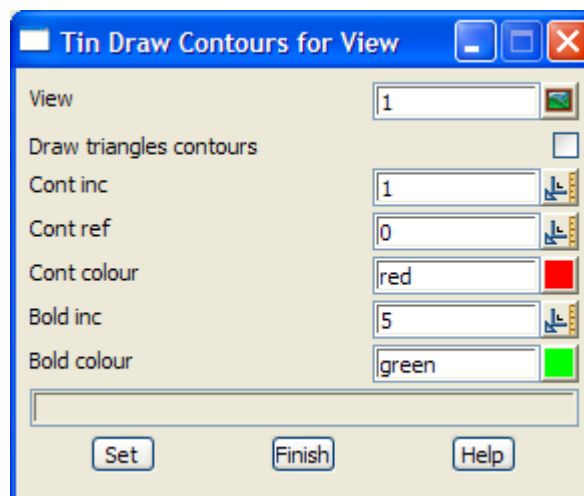 Tin Draw Contours for View
View 1
Draw triangles contours
Cont inc 1
Cont ref 0
Cont colour red
Bold inc 5
Bold colour green
Set Finish Help